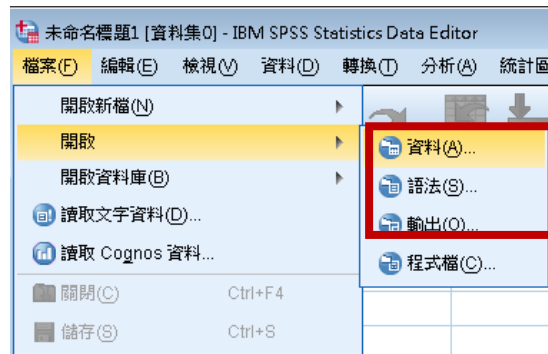 未命名標題1 [資料集0] - IBM SPSS Statistics Data Editor
檔案(F) 編輯(E) 檢視(V) 資料(D) 轉換(T) 分析(A) 統計圖
開啟新檔(N)
開啟
開啟資料庫(B)
讀取文字資料(D)...
讀取 Cognos 資料...
關閉(C) Ctrl+F4
儲存(S) Ctrl+S
資料(A)...
語法(S)...
輸出(O)...
程式檔(C)...